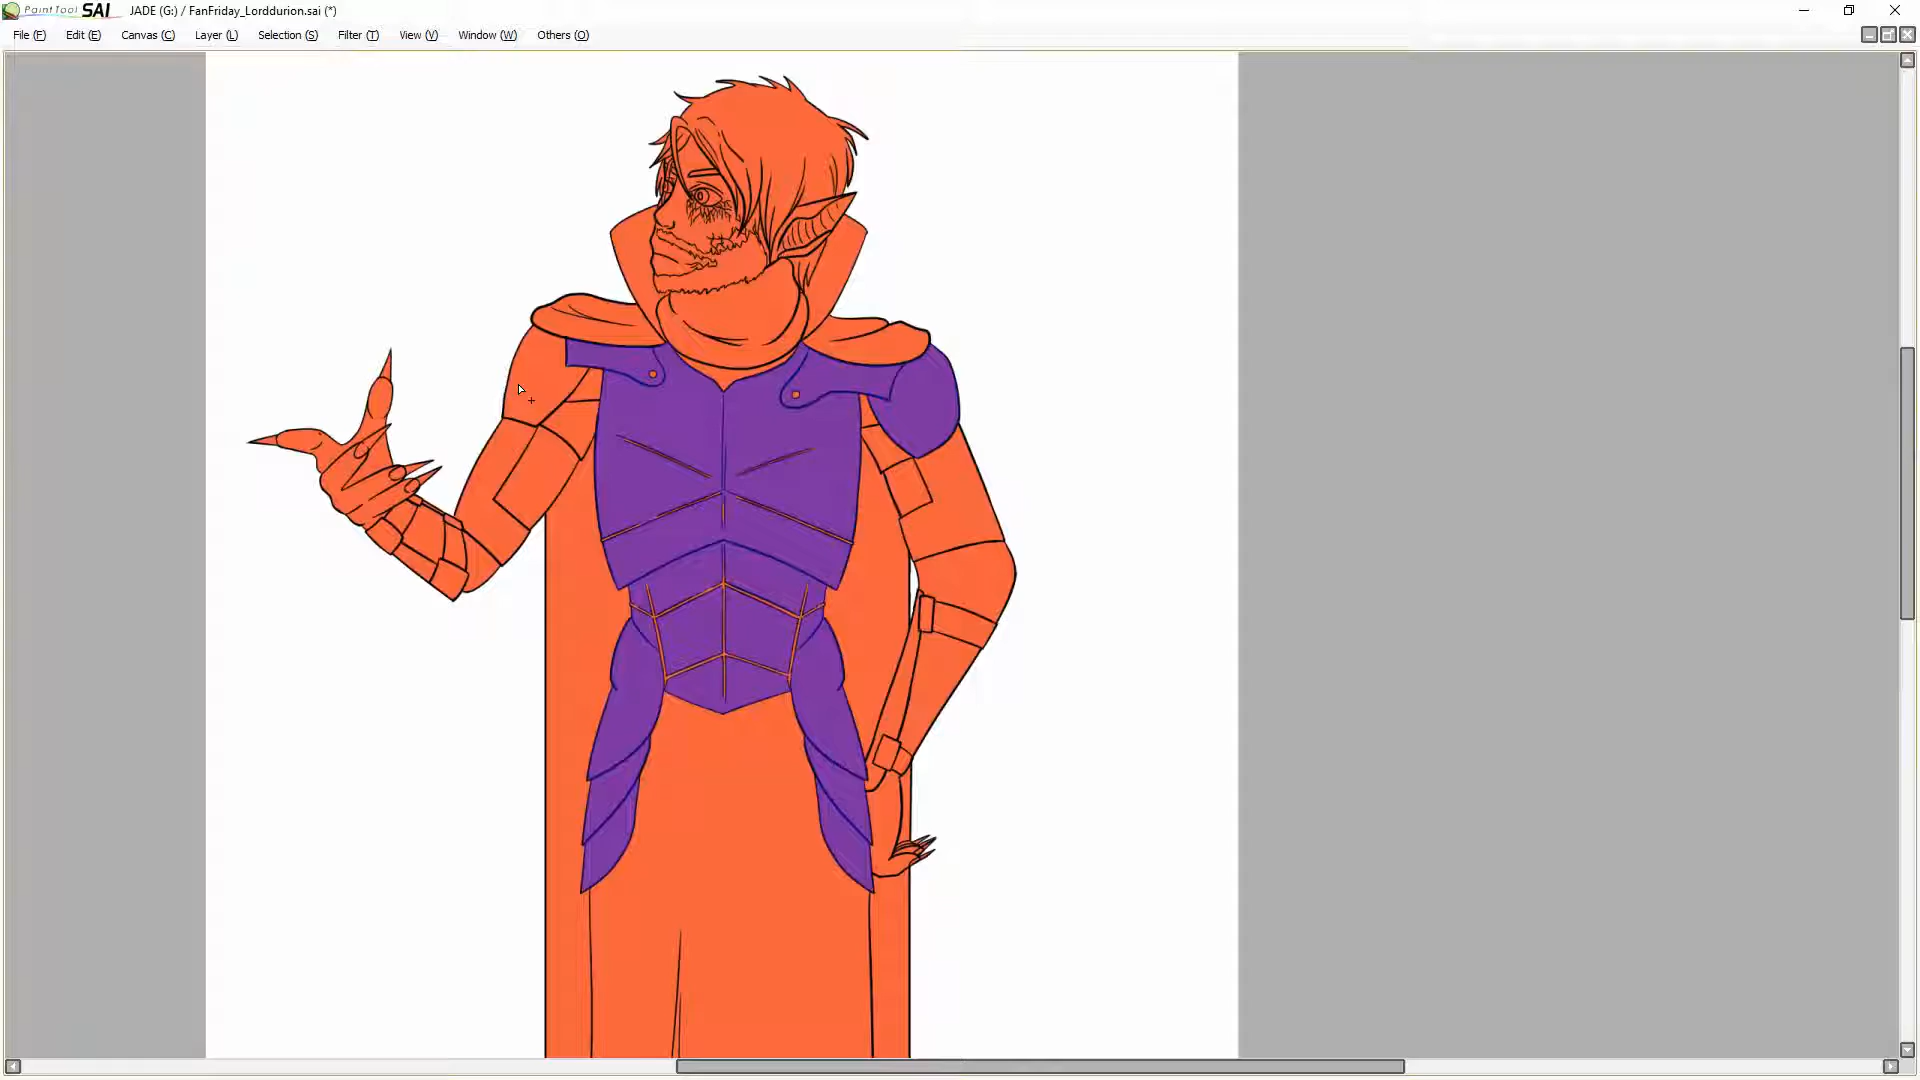 PaintTool SAI JADE (G:) / FanFriday_Lorddurion.sai (*)
File (F) Edit (E) Canvas (C) Layer (L) Selection (S) Filter (T) View (V) Window (W) Others (O)